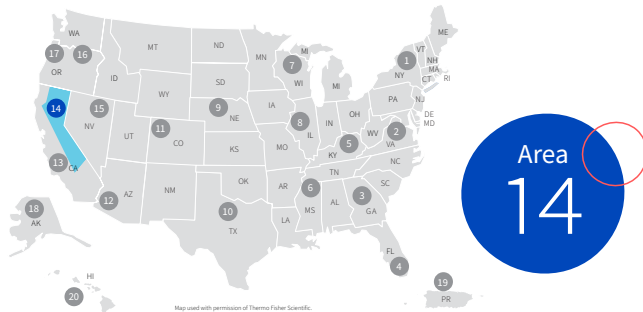 WA
ME
MT
ND
VT
17
16
MN
MI
1
NH
OR
7
MA
ID
SD
WI
NY
CT
RI
MI
WY
14
15
9
IA
PA
NJ
NE
OH
NV
8
IN
DE
IL
WV
2
MD
UT
11
CO
5
VA
KS
MO
KY
13
CA
NC
TN
OK
AR
SC
12
AZ
NM
6
3
MS
AL
GA
18
10
TX
LA
AK
FL
4
HI
19
20
PR
Map used with permission of Thermo Fisher Scientific.
Area
14